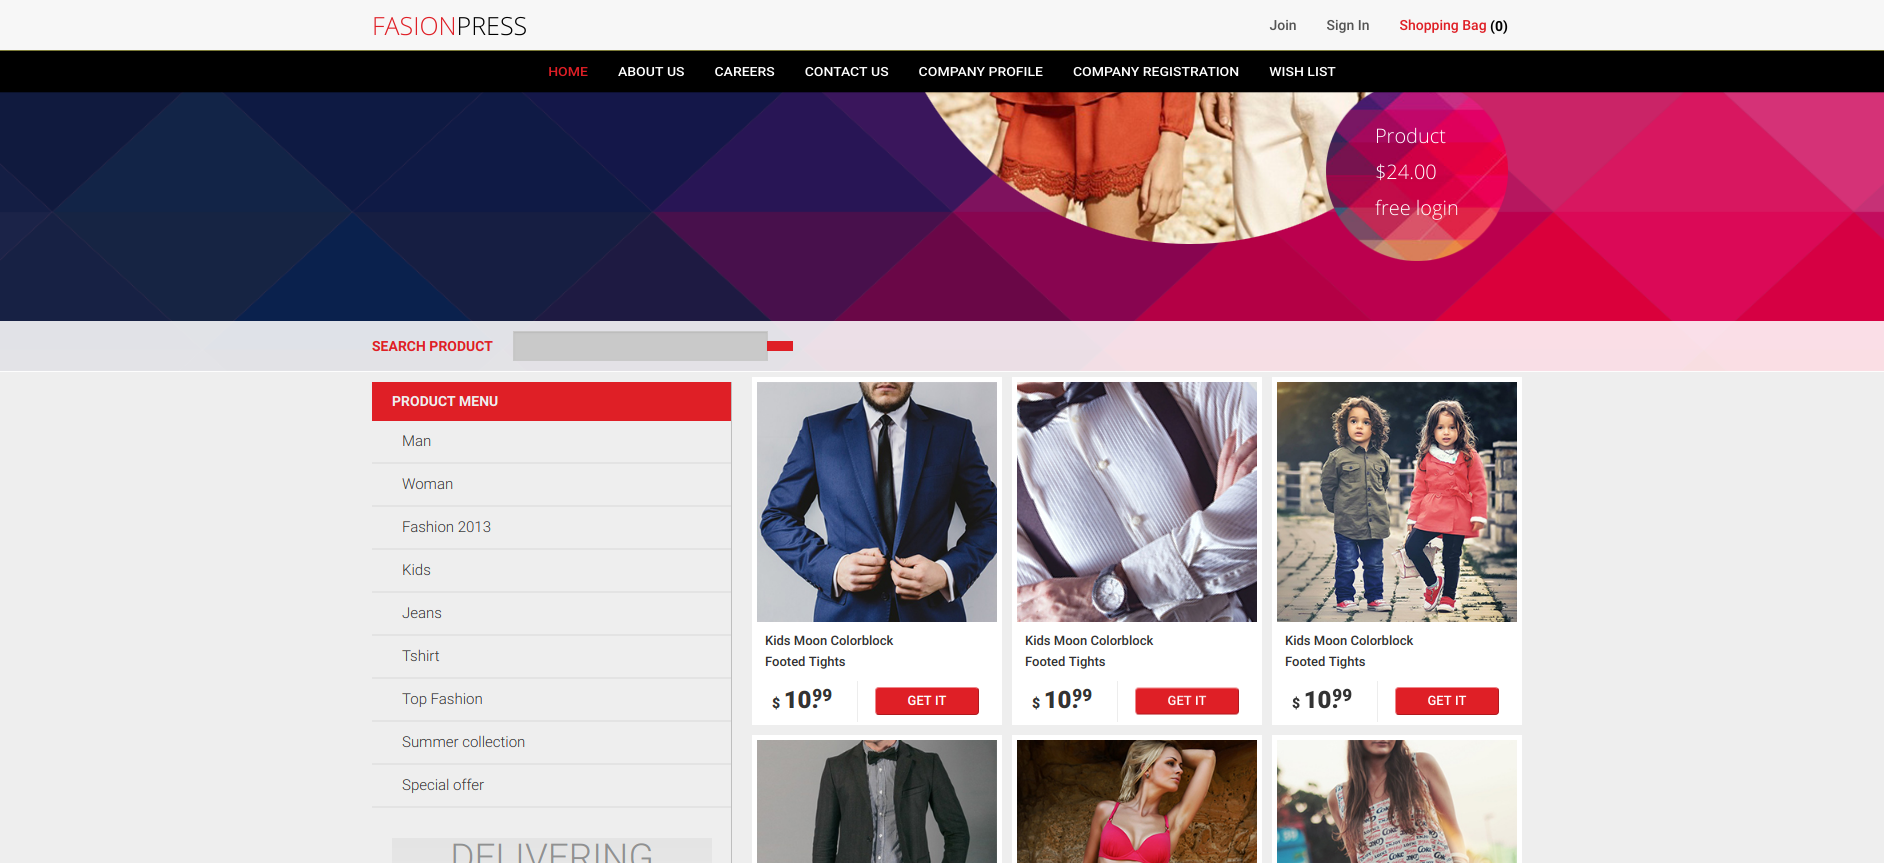 FASIONPRESS
Join Sign In Shopping Bag (0)
HOME ABOUT US CAREERS CONTACT US COMPANY PROFILE COMPANY REGISTRATION WISH LIST
Product
$24.00
free login
SEARCH PRODUCT
PRODUCT MENU
Man
Woman
Fashion 2013
Kids
Jeans
Tshirt
Top Fashion
Summer collection
Special offer
DELIVERING
Kids Moon Colorblock
Footed Tights
$ 10.99 GET IT
Kids Moon Colorblock
Footed Tights
$ 10.99 GET IT
Kids Moon Colorblock
Footed Tights
$ 10.99 GET IT